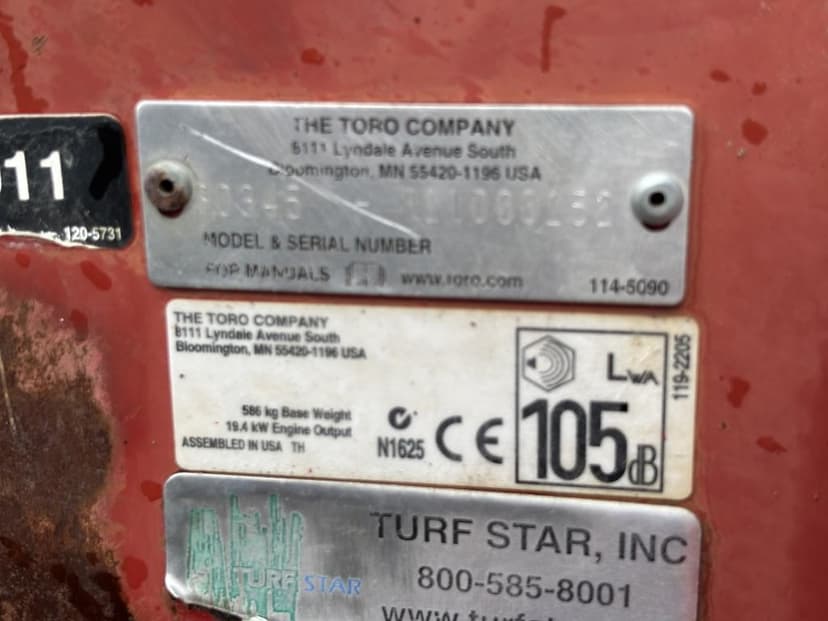 011
120-5731
THE TORO COMPANY
8111 Lyndale Avenue South
Bloomington, MN 55420-1196 USA
MODEL & SERIAL NUMBER
FOR MANUALS www.toro.com
114-5090
THE TORO COMPANY
8111 Lyndale Avenue South
Bloomington, MN 55420-1196 USA
586 kg Base Weight
19.4 kW Engine Output
ASSEMBLED IN USA TH
N1625
CE
LWA
105dB
119-2205
TURF STAR
TURF STAR, INC
800-585-8001